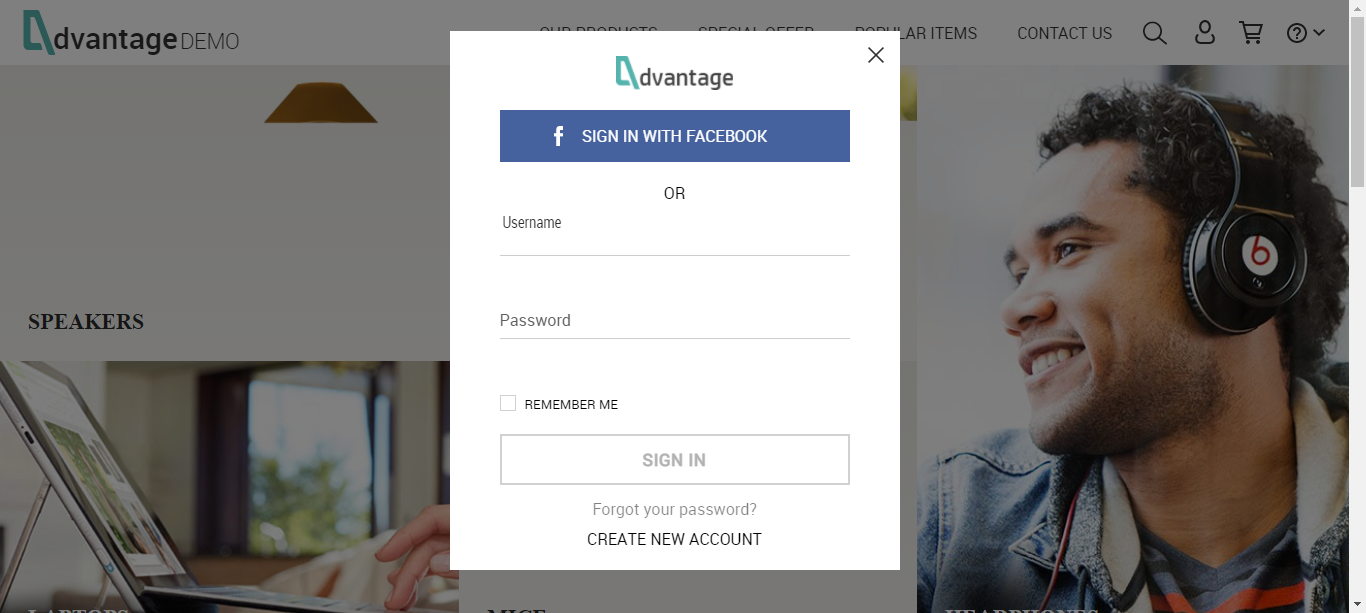 dvantage DEMO
OUR PRODUCTS SPECIAL OFFER POPULAR ITEMS CONTACT US
dvantage
f SIGN IN WITH FACEBOOK
OR
Username
SPEAKERS
Password
REMEMBER ME
SIGN IN
Forgot your password?
CREATE NEW ACCOUNT
LAPTOPS MICE HEADPHONES